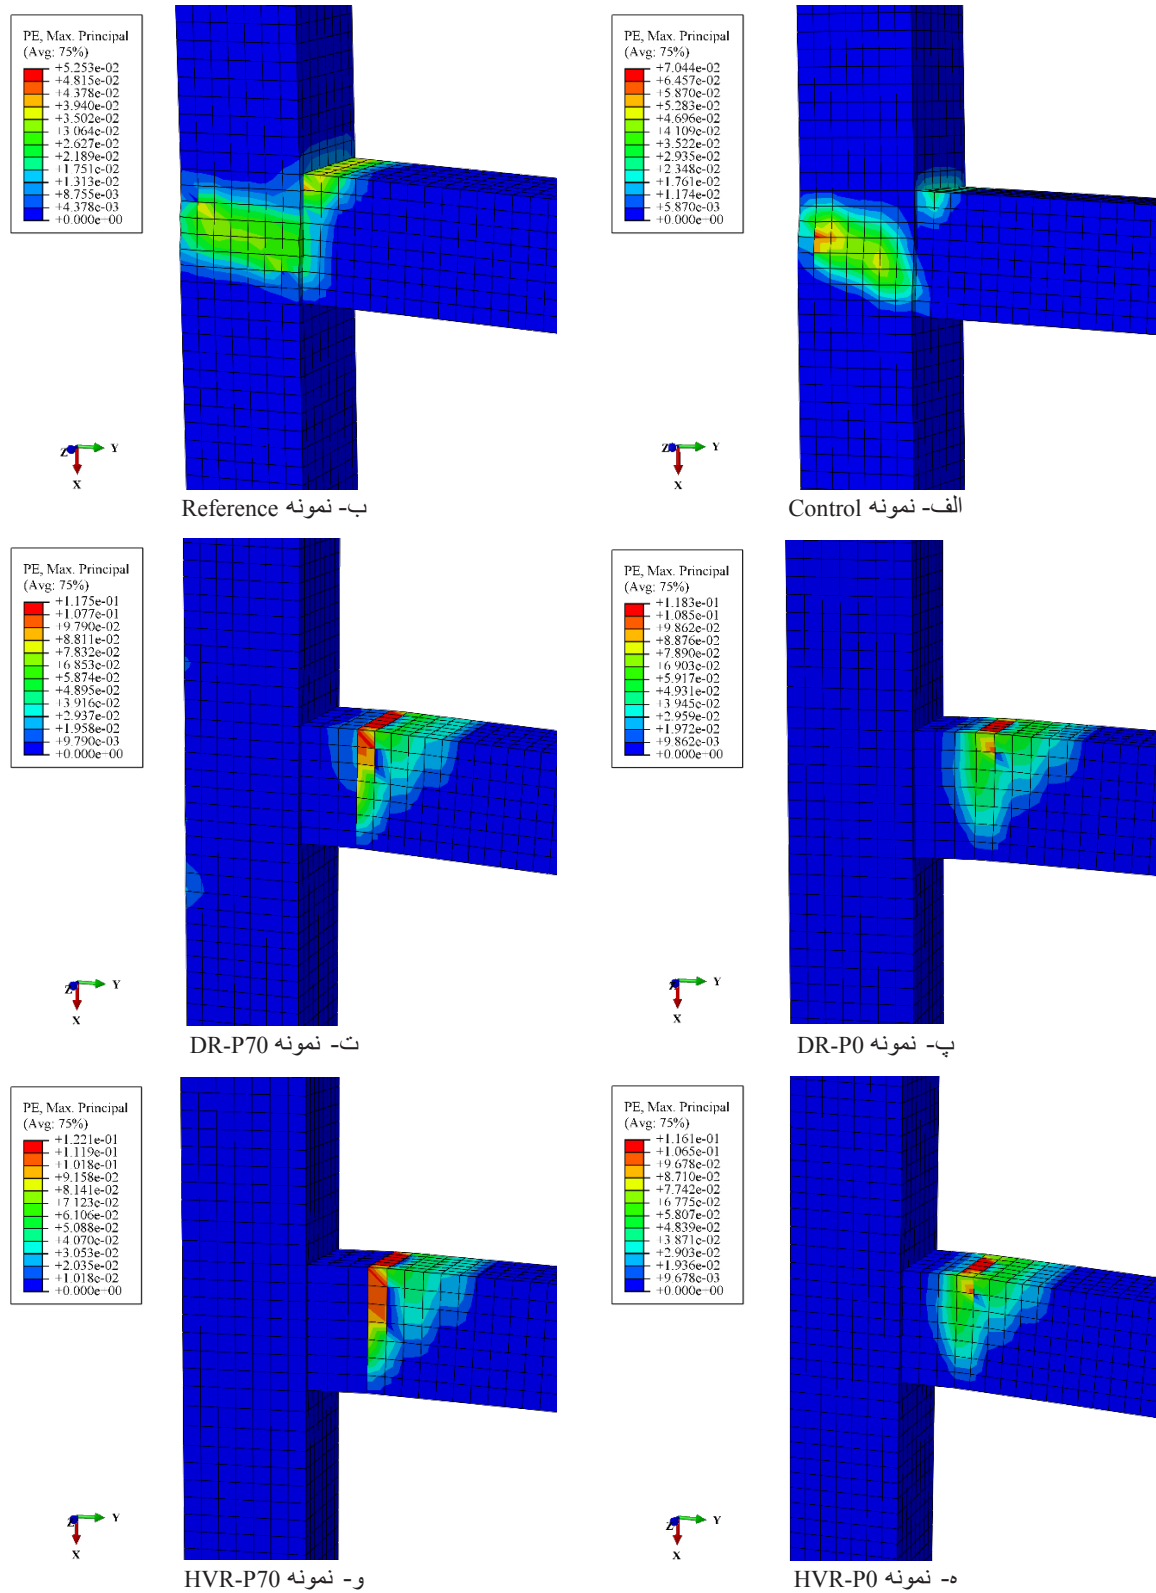 PE, Max. Principal
(Avg: 75%)
+7.044e-02
+6.457e-02
+5.870e-02
+5.283e-02
+4.696e-02
+4.109e-02
+3.522e-02
+2.935e-02
+2.348e-02
+1.761e-02
+1.174e-02
+5.870e-03
+0.000e+00
Z Y
X
الف- نمونه Control
PE, Max. Principal
(Avg: 75%)
+5.253e-02
+4.815e-02
+4.378e-02
+3.940e-02
+3.502e-02
+3.064e-02
+2.627e-02
+2.189e-02
+1.751e-02
+1.313e-02
+8.755e-03
+4.378e-03
+0.000e+00
Z Y
X
ب- نمونه Reference
PE, Max. Principal
(Avg: 75%)
+1.183e-01
+1.085e-01
+9.862e-02
+8.876e-02
+7.890e-02
+6.903e-02
+5.917e-02
+4.931e-02
+3.945e-02
+2.959e-02
+1.972e-02
+9.862e-03
+0.000e+00
Z Y
X
پ- نمونه DR-P0
PE, Max. Principal
(Avg: 75%)
+1.175e-01
+1.077e-01
+9.790e-02
+8.811e-02
+7.832e-02
+6.853e-02
+5.874e-02
+4.895e-02
+3.916e-02
+2.937e-02
+1.958e-02
+9.790e-03
+0.000e+00
Z Y
X
ت- نمونه DR-P70
PE, Max. Principal
(Avg: 75%)
+1.161e-01
+1.065e-01
+9.678e-02
+8.710e-02
+7.742e-02
+6.775e-02
+5.807e-02
+4.839e-02
+3.871e-02
+2.903e-02
+1.936e-02
+9.678e-03
+0.000e+00
Z Y
X
ه- نمونه HVR-P0
PE, Max. Principal
(Avg: 75%)
+1.221e-01
+1.119e-01
+1.018e-01
+9.158e-02
+8.141e-02
+7.123e-02
+6.106e-02
+5.088e-02
+4.070e-02
+3.053e-02
+2.035e-02
+1.018e-02
+0.000e+00
Z Y
X
و- نمونه HVR-P70